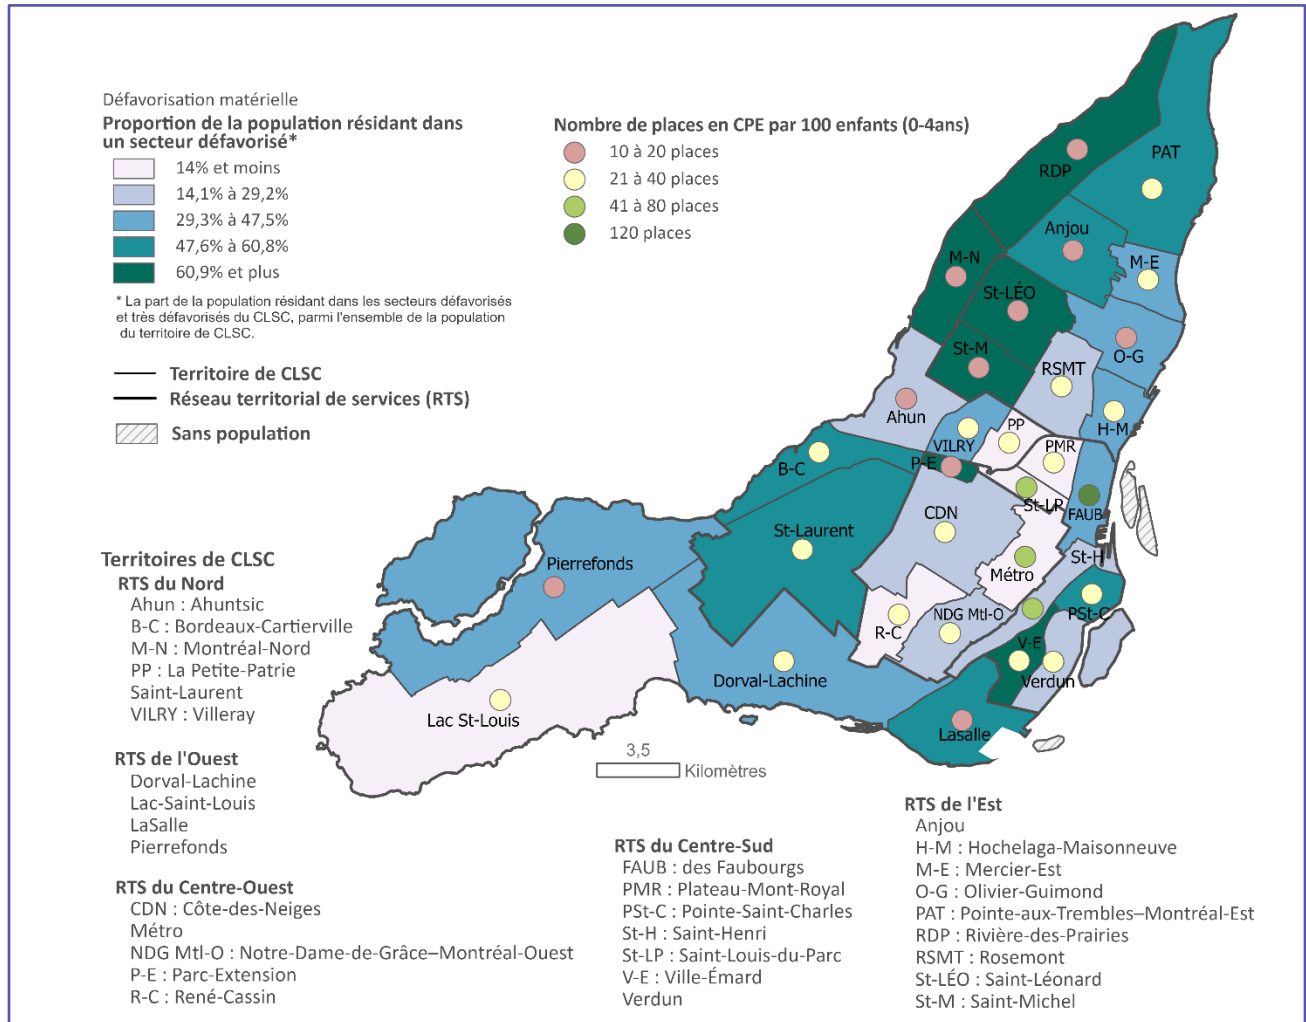 Défavorisation matérielle
Proportion de la population résidant dans
un secteur défavorisé*
14% et moins
14,1% à 29,2%
29,3% à 47,5%
47,6% à 60,8%
60,9% et plus
* La part de la population résidant dans les secteurs défavorisés
et très défavorisés du CLSC, parmi l'ensemble de la population
du territoire de CLSC.
Territoire de CLSC
Réseau territorial de services (RTS)
Sans population
Nombre de places en CPE par 100 enfants (0-4ans)
10 à 20 places
21 à 40 places
41 à 80 places
120 places
PAT
RDP
Anjou
M-E
M-N
St-LÉO
O-G
St-M
RSMT
Ahun
H-M
PP
VILRY
PMR
B-C
P-E
St-LP
FAUB
CDN
St-Laurent
St-H
Pierrefonds
Métro
NDG Mtl-O
PSt-C
R-C
V-E
Verdun
Dorval-Lachine
Lac St-Louis
Lasalle
3,5
Kilomètres
Territoires de CLSC
RTS du Nord
Ahun : Ahuntsic
B-C : Bordeaux-Cartierville
M-N : Montréal-Nord
PP : La Petite-Patrie
Saint-Laurent
VILRY : Villeray
RTS de l'Ouest
Dorval-Lachine
Lac-Saint-Louis
LaSalle
Pierrefonds
RTS du Centre-Ouest
CDN : Côte-des-Neiges
Métro
NDG Mtl-O : Notre-Dame-de-Grâce–Montréal-Ouest
P-E : Parc-Extension
R-C : René-Cassin
RTS du Centre-Sud
FAUB : des Faubourgs
PMR : Plateau-Mont-Royal
PSt-C : Pointe-Saint-Charles
St-H : Saint-Henri
St-LP : Saint-Louis-du-Parc
V-E : Ville-Émard
Verdun
RTS de l'Est
Anjou
H-M : Hochelaga-Maisonneuve
M-E : Mercier-Est
O-G : Olivier-Guimond
PAT : Pointe-aux-Trembles–Montréal-Est
RDP : Rivière-des-Prairies
RSMT : Rosemont
St-LÉO : Saint-Léonard
St-M : Saint-Michel